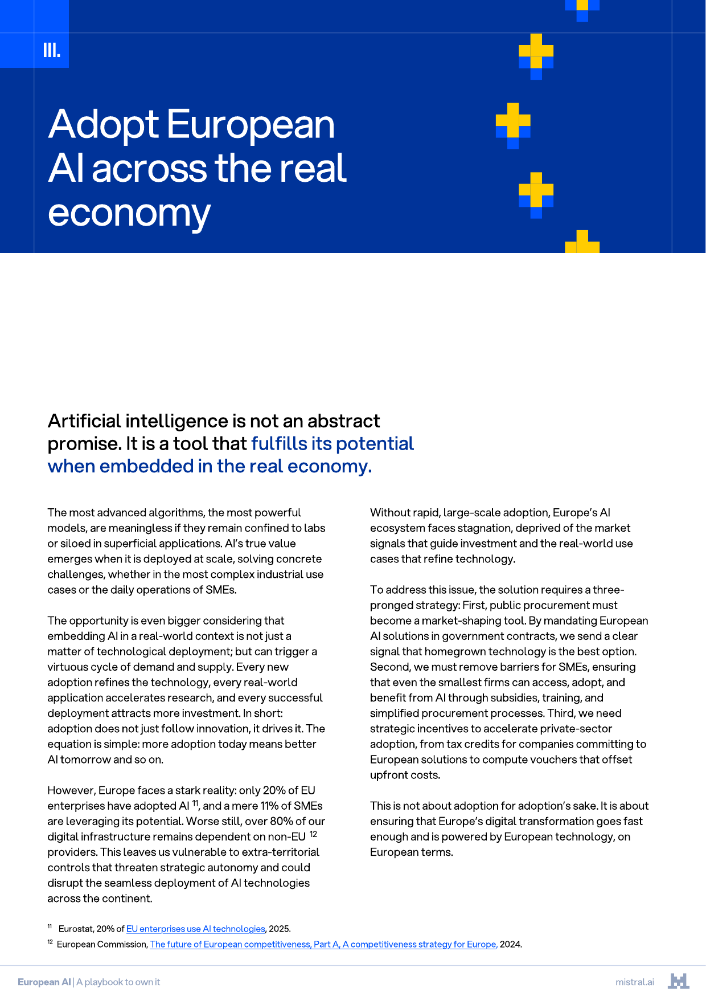 III.
Adopt European
AI across the real
economy
Artificial intelligence is not an abstract
promise. It is a tool that fulfills its potential
when embedded in the real economy.
The most advanced algorithms, the most powerful
models, are meaningless if they remain confined to labs
or siloed in superficial applications. AI’s true value
emerges when it is deployed at scale, solving concrete
challenges, whether in the most complex industrial use
cases or the daily operations of SMEs.
The opportunity is even bigger considering that
embedding AI in a real-world context is not just a
matter of technological deployment; but can trigger a
virtuous cycle of demand and supply. Every new
adoption refines the technology, every real-world
application accelerates research, and every successful
deployment attracts more investment. In short:
adoption does not just follow innovation, it drives it. The
equation is simple: more adoption today means better
AI tomorrow and so on.
However, Europe faces a stark reality: only 20% of EU
enterprises have adopted AI 11, and a mere 11% of SMEs
are leveraging its potential. Worse still, over 80% of our
digital infrastructure remains dependent on non-EU 12
providers. This leaves us vulnerable to extra-territorial
controls that threaten strategic autonomy and could
disrupt the seamless deployment of AI technologies
across the continent.
Without rapid, large-scale adoption, Europe’s AI
ecosystem faces stagnation, deprived of the market
signals that guide investment and the real-world use
cases that refine technology.
To address this issue, the solution requires a three-
pronged strategy: First, public procurement must
become a market-shaping tool. By mandating European
AI solutions in government contracts, we send a clear
signal that homegrown technology is the best option.
Second, we must remove barriers for SMEs, ensuring
that even the smallest firms can access, adopt, and
benefit from AI through subsidies, training, and
simplified procurement processes. Third, we need
strategic incentives to accelerate private-sector
adoption, from tax credits for companies committing to
European solutions to compute vouchers that offset
upfront costs.
This is not about adoption for adoption’s sake. It is about
ensuring that Europe’s digital transformation goes fast
enough and is powered by European technology, on
European terms.
11 Eurostat, 20% of EU enterprises use AI technologies, 2025.
12 European Commission, The future of European competitiveness, Part A, A competitiveness strategy for Europe, 2024.
European AI | A playbook to own it
mistral.ai